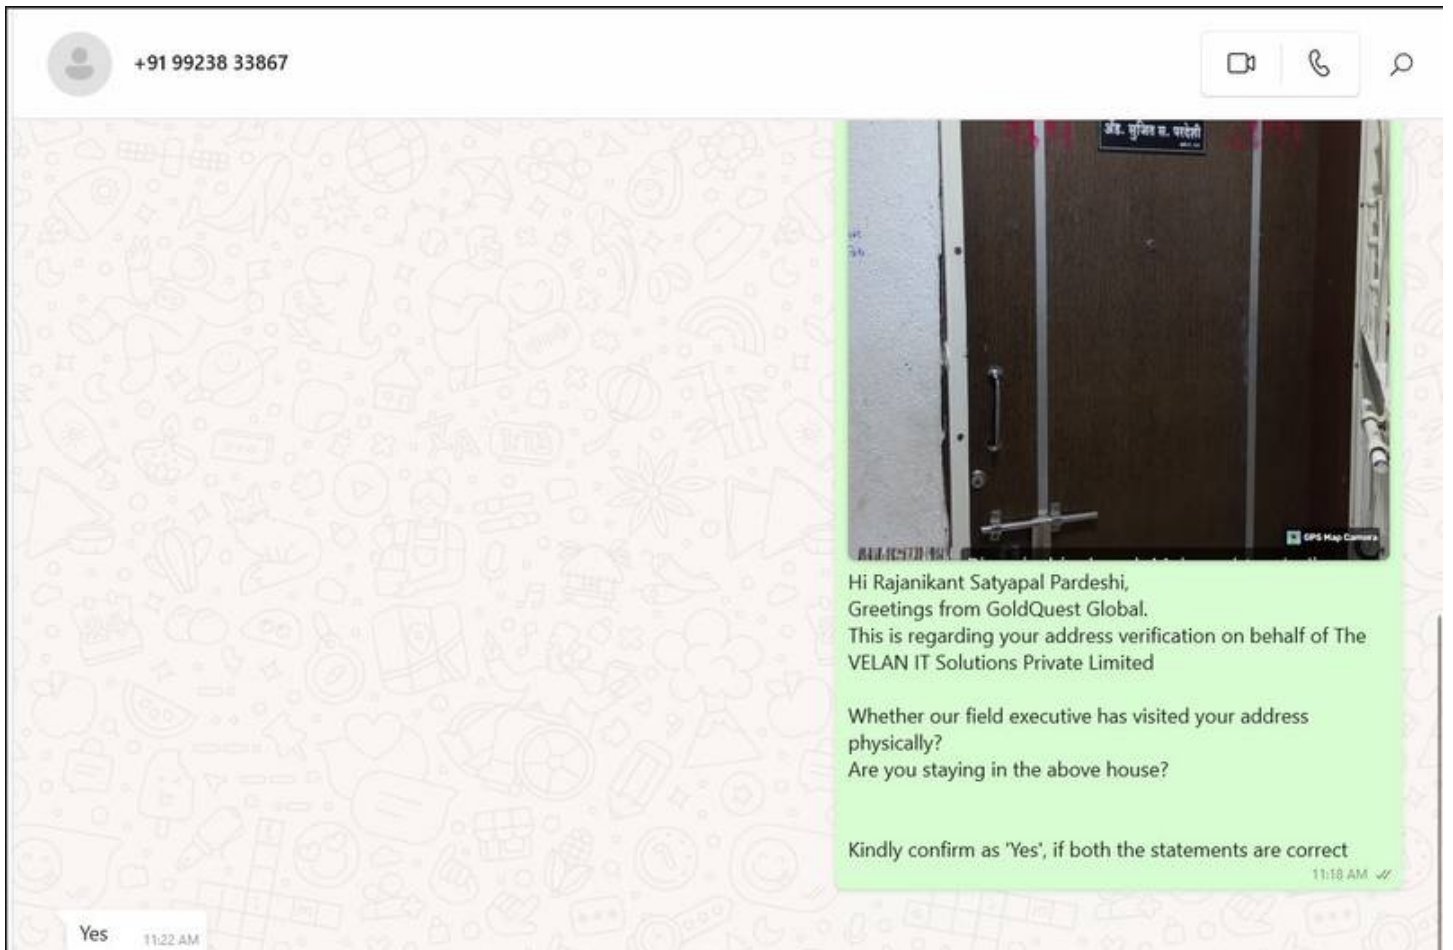 +91 99238 33867
अ‍ॅड. सुजित स. परदेशी
GPS Map Camera
Hi Rajanikant Satyapal Pardeshi,
Greetings from GoldQuest Global.
This is regarding your address verification on behalf of The
VELAN IT Solutions Private Limited
Whether our field executive has visited your address
physically?
Are you staying in the above house?
Kindly confirm as 'Yes', if both the statements are correct
11:18 AM
Yes
11:22 AM